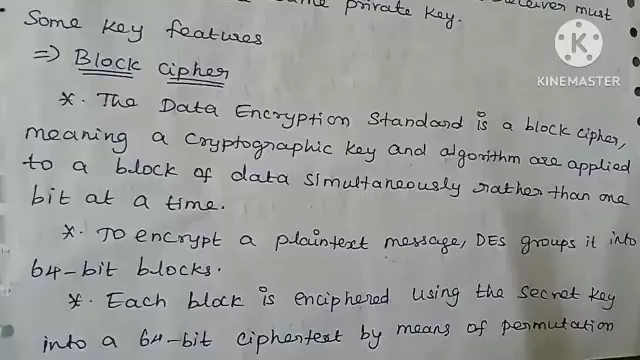 same private key. receiver must
Some key features
⇒ Block cipher
*. The Data Encryption Standard is a block cipher,
meaning a cryptographic key and algorithm are applied
to a block of data simultaneously rather than one
bit at a time.
*. To encrypt a plaintext message, DES groups it into
64-bit blocks.
*. Each block is enciphered using the secret key
into a 64-bit ciphertext by means of permutation
K
KINEMASTER